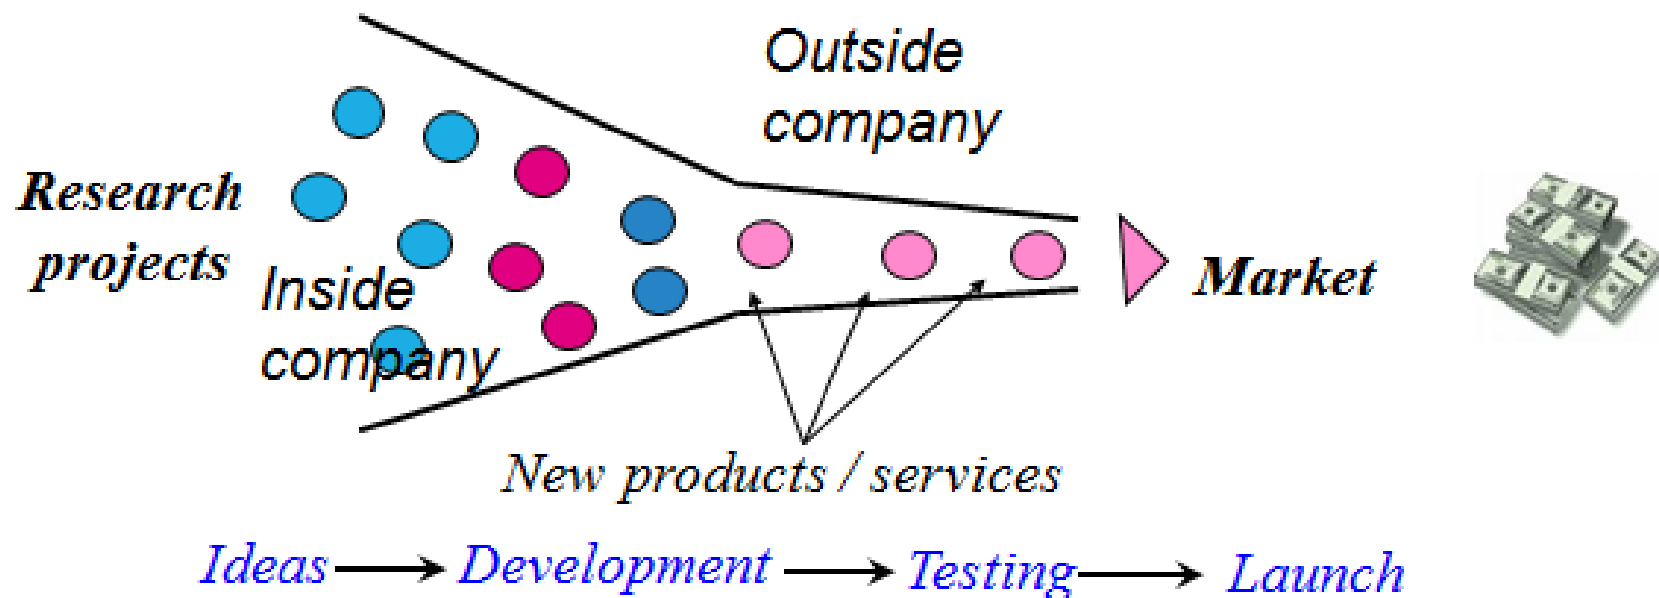 Outside
company
Research
projects
Inside
company
Market
New products / services
Ideas
Development
Testing
Launch